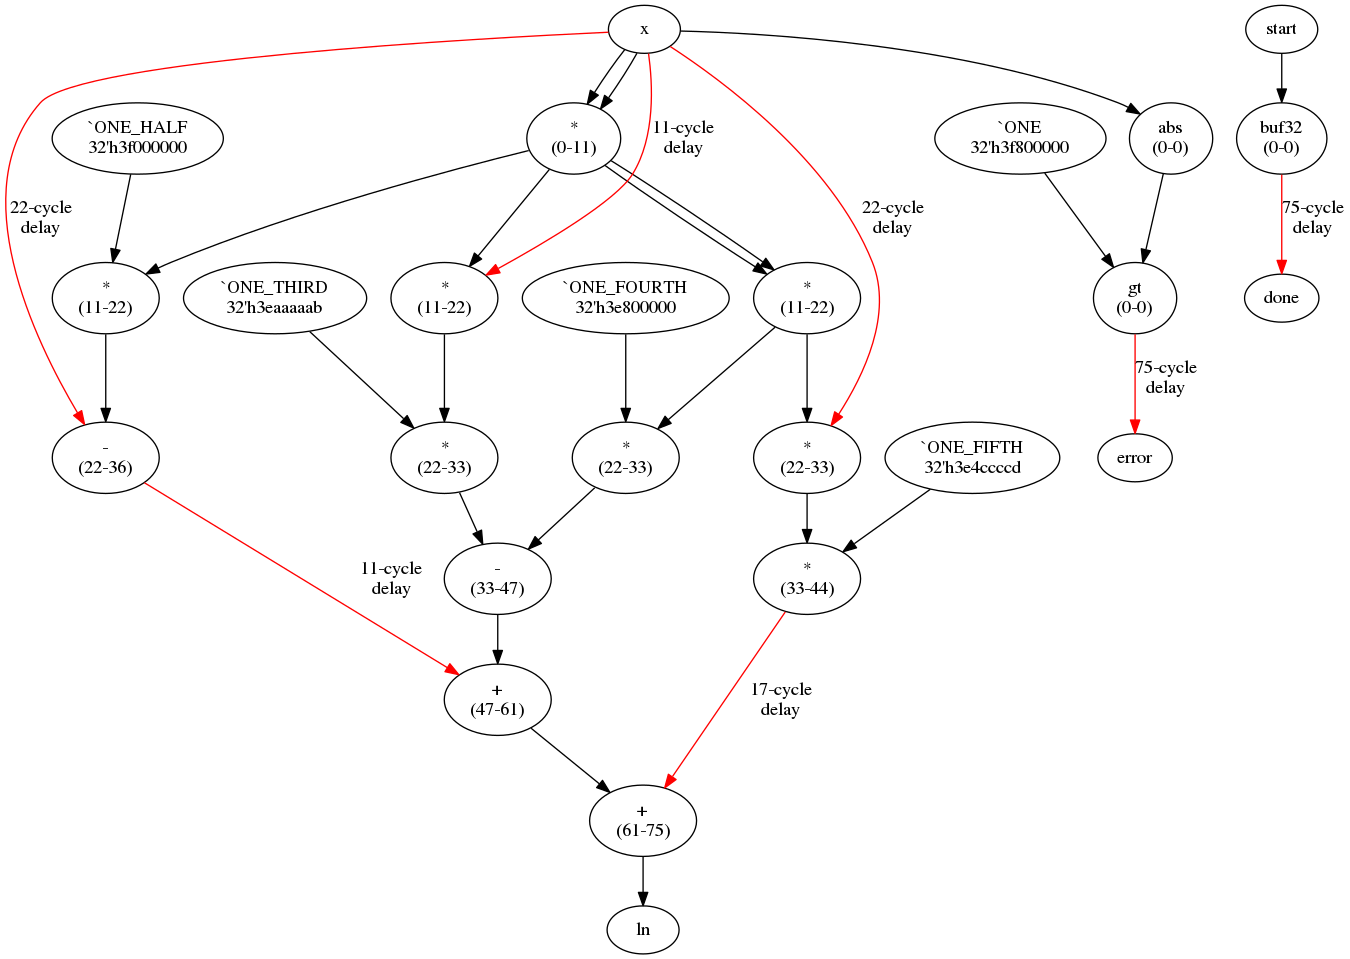 x
start
`ONE_HALF
32'h3f000000
*
(0-11)
11-cycle
delay
`ONE
32'h3f800000
abs
(0-0)
buf32
(0-0)
22-cycle
delay
22-cycle
delay
75-cycle
delay
*
(11-22)
`ONE_THIRD
32'h3eaaaaab
*
(11-22)
`ONE_FOURTH
32'h3e800000
*
(11-22)
gt
(0-0)
done
75-cycle
delay
-
(22-36)
*
(22-33)
*
(22-33)
*
(22-33)
`ONE_FIFTH
32'h3e4ccccd
error
11-cycle
delay
-
(33-47)
*
(33-44)
+
(47-61)
17-cycle
delay
+
(61-75)
ln